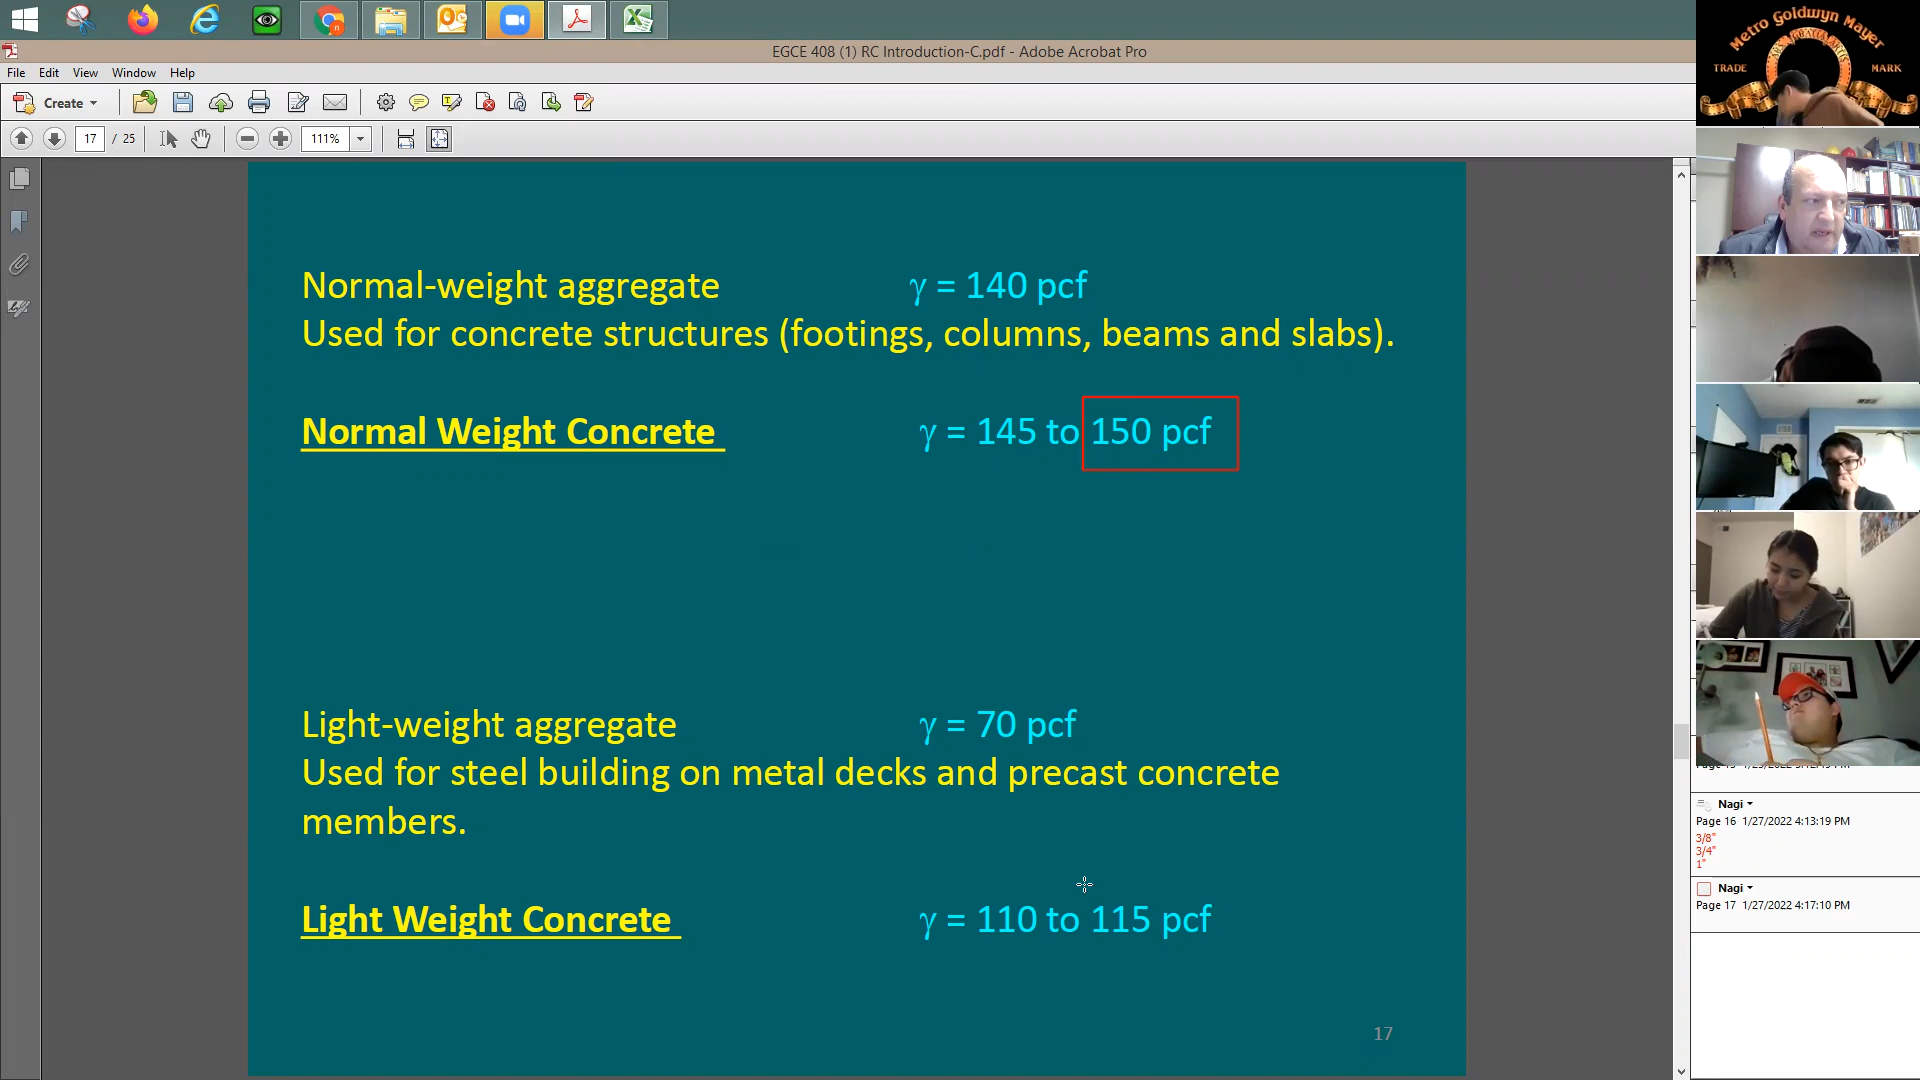 EGCE 408 (1) RC Introduction-C.pdf - Adobe Acrobat Pro
File Edit View Window Help
Create
17 / 25 111%
Normal-weight aggregate γ = 140 pcf
Used for concrete structures (footings, columns, beams and slabs).
Normal Weight Concrete γ = 145 to 150 pcf
Light-weight aggregate γ = 70 pcf
Used for steel building on metal decks and precast concrete
members.
Light Weight Concrete γ = 110 to 115 pcf
17
Metro Goldwyn Mayer
TRADE MARK
Nagi
Page 16 1/27/2022 4:13:19 PM
3/8"
3/4"
1"
Nagi
Page 17 1/27/2022 4:17:10 PM